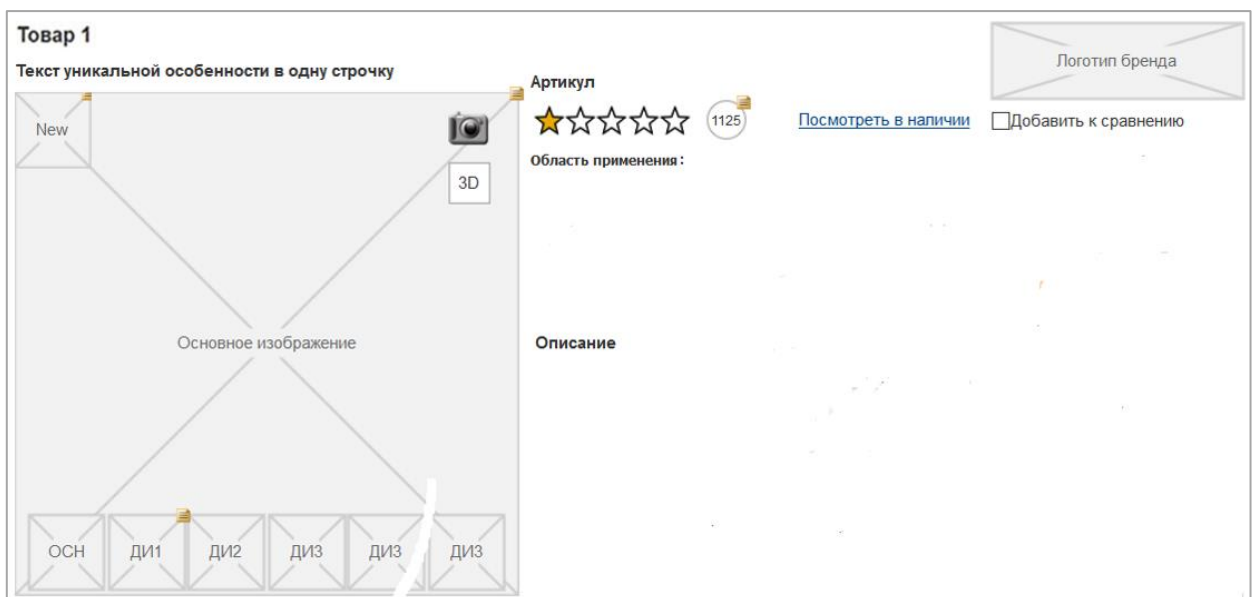 Товар 1
Логотип бренда
Текст уникальной особенности в одну строчку
Артикул
New
1125
Посмотреть в наличии
Добавить к сравнению
3D
Область применения:
Основное изображение
Описание
ОСН ДИ1 ДИ2 ДИ3 ДИ3 ДИ3